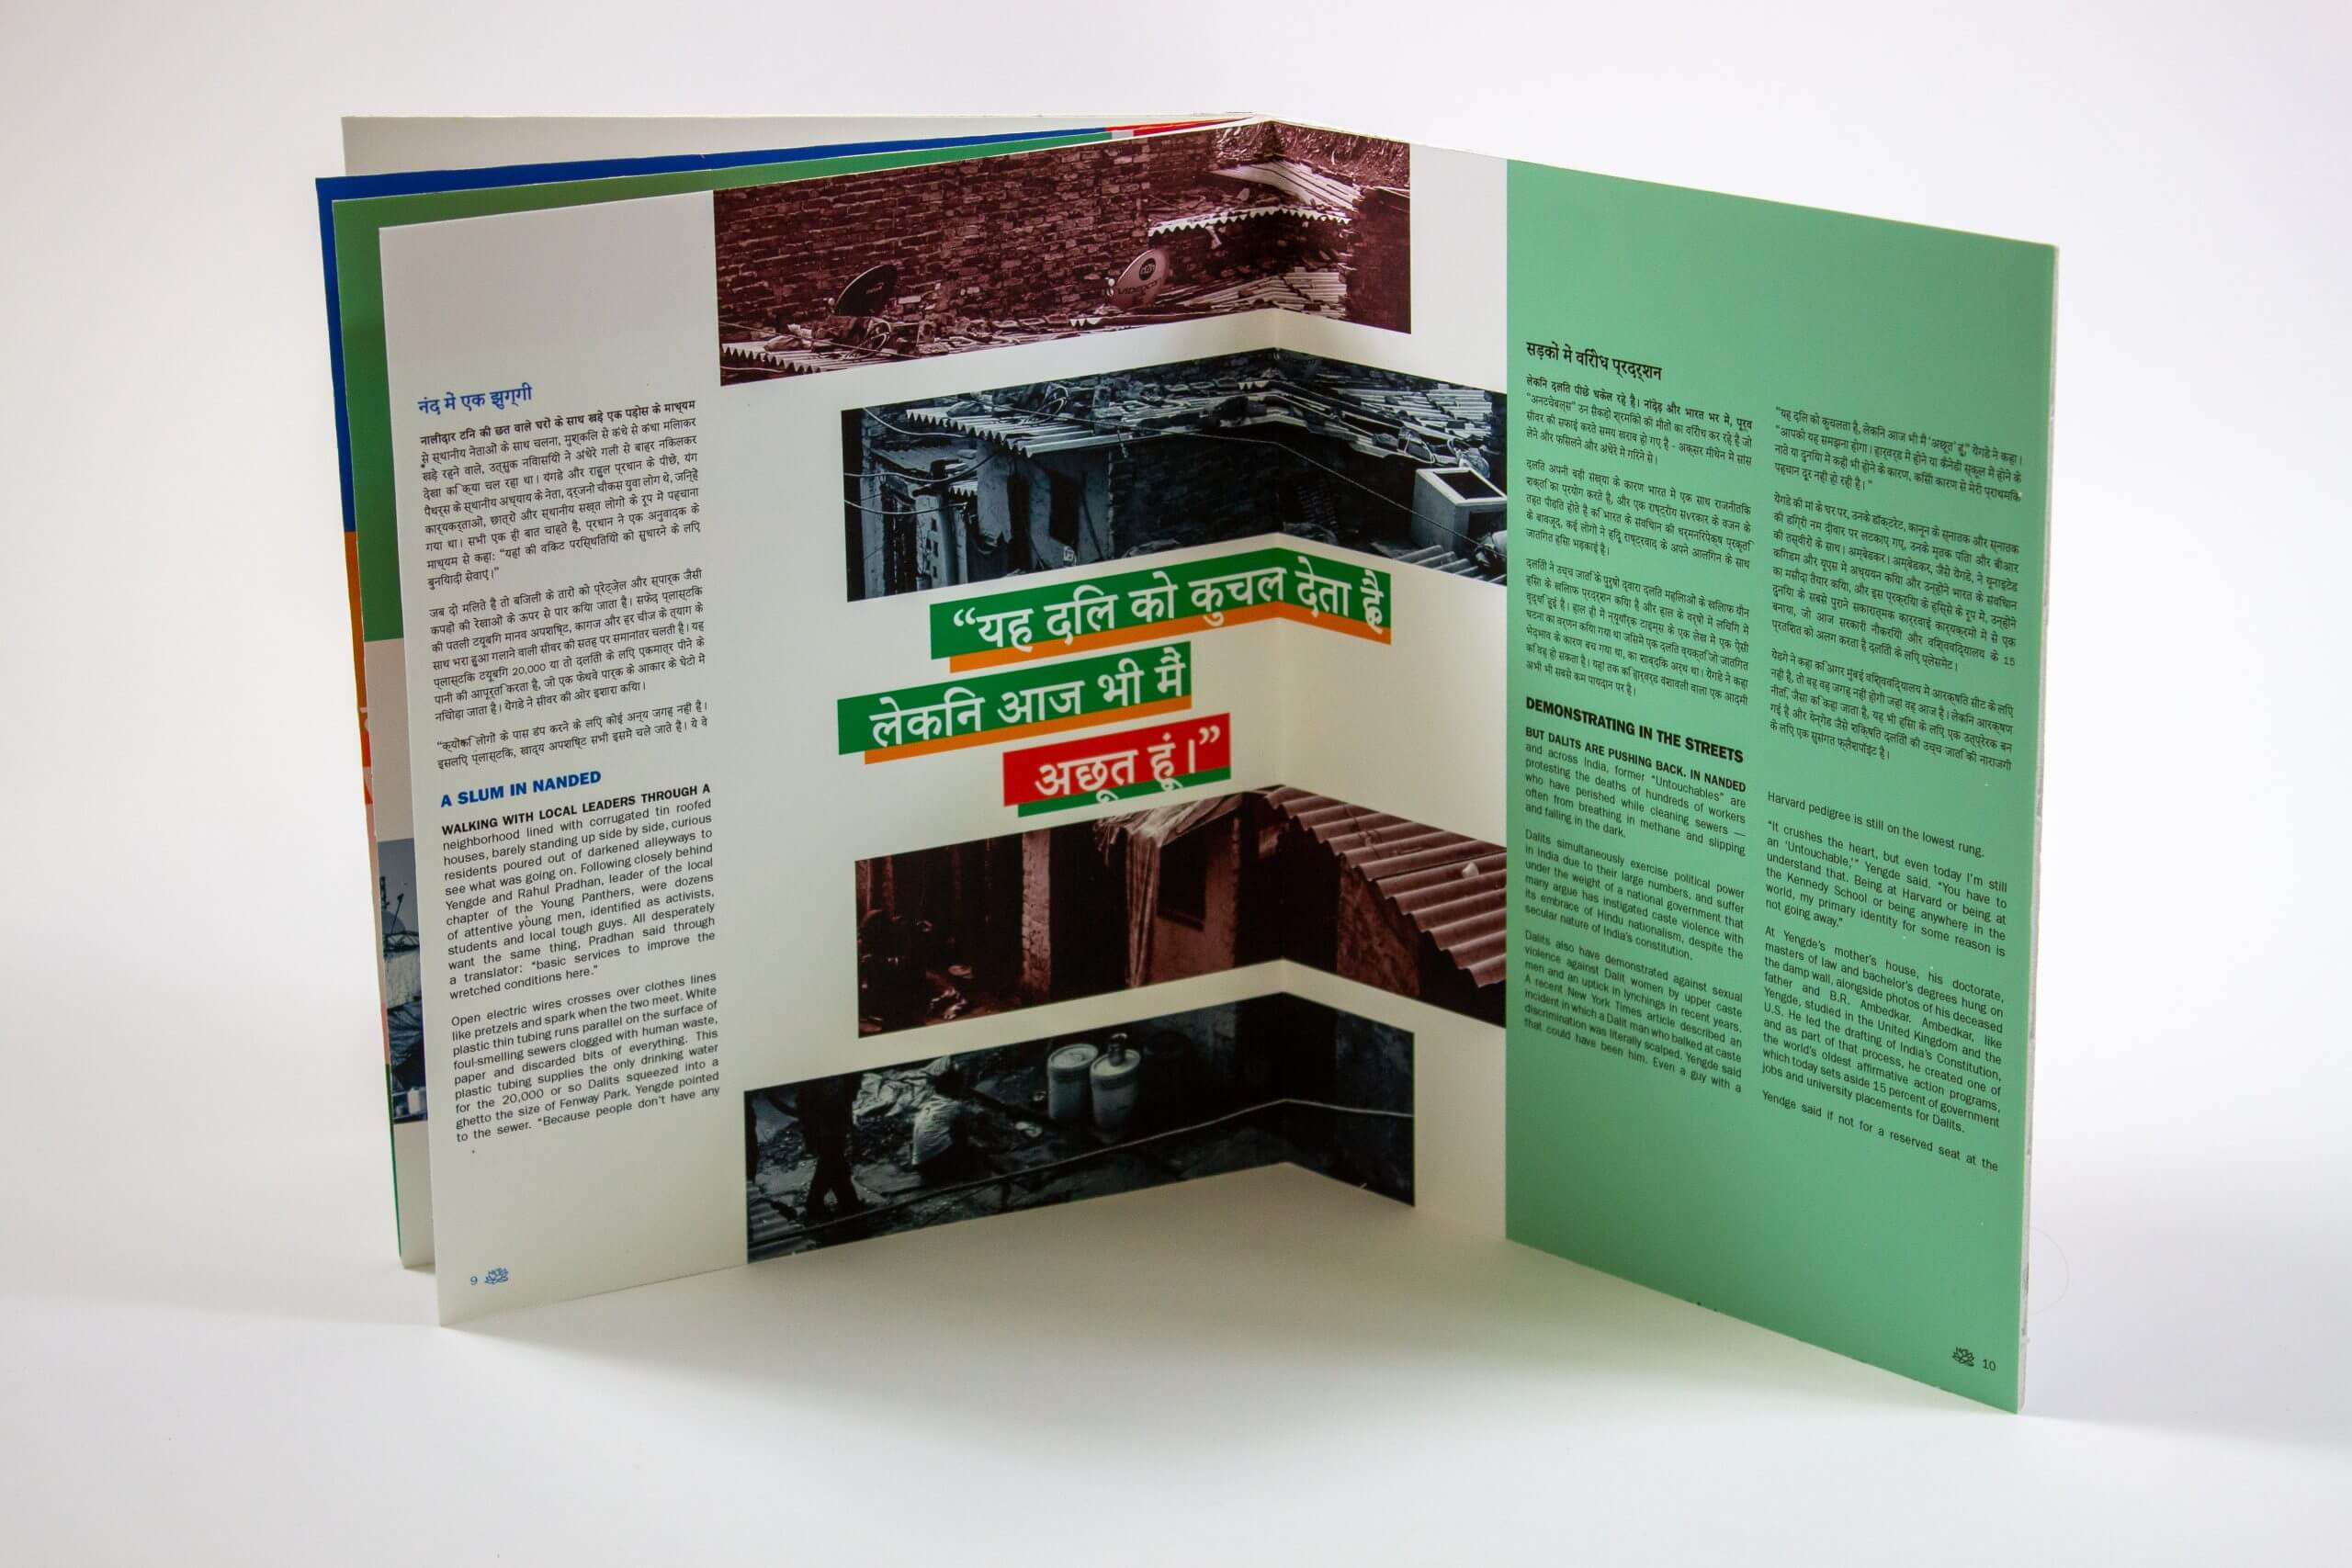 नंद में एक झुग्गी
नालीदार टनि की छत वाले घरों के साथ खड़े एक पड़ोस के माध्यम
से स्थानीय नेताओं के साथ चलना, मुश्कलि से कंधे से कंधा मलिाकर
खड़े रहने वाले, उत्सुक नविासयिों ने अंधेरे गली से बाहर नकिलकर
देखा कि क्या चल रहा था। येंगडे और राहुल प्रधान के पीछे, यंग
पैंथर्स के स्थानीय अध्याय के नेता, दर्जनों चौकस युवा लोग थे, जनिहें
कार्यकर्ताओं, छात्रों और स्थानीय सख्त लोगों के रूप में पहचाना
गया था। सभी एक ही बात चाहते हैं, प्रधान ने एक अनुवादक के
माध्यम से कहा: “यहां की वकिट परसि्थतियिों को सुधारने के लएि
बुनयिादी सेवाएं।”
जब दो मलिते हैं तो बजिली के तारों को प्रेट्ज़ेल और स्पार्क जैसी
कपड़ों की रेखाओं के ऊपर से पार कयिा जाता है। सफेद प्लास्टकि
की पतली टयूबगि मानव अपशषि्ट, कागज और हर चीज के त्याग के
साथ भरा हुआ गलाने वाली सीवर की सतह पर समानांतर चलती है। यह
प्लास्टकि टयूबगि 20,000 या तो दलतिों के लएि एकमात्र पीने के
पानी की आपूर्ति करता है, जो एक फेंथवे पार्क के आकार के घेटो में
नचिोड़ा जाता है। येंगडे ने सीवर की ओर इशारा कयिा।
“क्योंकि लोगों के पास डंप करने के लएि कोई अन्य जगह नहीं है।
इसलएि प्लास्टकि, खाद्य अपशषि्ट सभी इसमें चले जाते हैं। ये वे
A SLUM IN NANDED
WALKING WITH LOCAL LEADERS THROUGH A
neighborhood lined with corrugated tin roofed
houses, barely standing up side by side, curious
residents poured out of darkened alleyways to
see what was going on. Following closely behind
Yengde and Rahul Pradhan, leader of the local
chapter of the Young Panthers, were dozens
of attentive young men, identified as activists,
students and local tough guys. All desperately
want the same thing, Pradhan said through
a translator: “basic services to improve the
wretched conditions here.”
Open electric wires crosses over clothes lines
like pretzels and spark when the two meet. White
plastic thin tubing runs parallel on the surface of
foul-smelling sewers clogged with human waste,
paper and discarded bits of everything. This
plastic tubing supplies the only drinking water
for the 20,000 or so Dalits squeezed into a
ghetto the size of Fenway Park. Yengde pointed
to the sewer. “Because people don't have any
9
“यह दलि को कुचल देता है
लेकनि आज भी मैं
अछूत हूं।”
सड़कों में वरिोध प्रदर्शन
लेकनि दलति पीछे धकेल रहे हैं। नांदेड़ और भारत भर में, पूर्व
“अनटचेबल्स” उन सैकड़ों श्रमकिों की मौतों का वरिोध कर रहे हैं जो
सीवर की सफाई करते समय खराब हो गए हैं - अक्सर मीथेन में सांस
लेने और फसिलने और अंधेरे में गरिने से।
दलति अपनी बड़ी संख्या के कारण भारत में एक साथ राजनीतकि
शक्ति का प्रयोग करते हैं, और एक राष्ट्रीय सvरकार के वजन के
तहत पीड़ति होते हैं कि भारत के संवधिान की धर्मनरिपेक्ष प्रकृति
के बावजूद, कई लोगों ने हदिू राष्ट्रवाद के अपने आलगिन के साथ
जातगित हसिा भड़काई है।
दलतिों ने उच्च जाति के पुरुषों द्वारा दलति महलिाओं के खलिाफ यौन
हसिा के खलिाफ प्रदर्शन कयिा है और हाल के वर्षों में लचिगि में
वृद्धि हुई है। हाल ही में न्यूयॉर्क टाइम्स के एक लेख में एक ऐसी
घटना का वर्णन कयिा गया था जसिमें एक दलति व्यक्ति जो जातगित
भेदभाव के कारण बच गया था, का शाब्दकि अर्थ था। येंगडे ने कहा
कि वह हो सकता है। यहां तक कि हार्वर्ड वंशावली वाला एक आदमी
अभी भी सबसे कम पायदान पर है।
DEMONSTRATING IN THE STREETS
BUT DALITS ARE PUSHING BACK. IN NANDED
and across India, former “Untouchables” are
protesting the deaths of hundreds of workers
who have perished while cleaning sewers —
often from breathing in methane and slipping
and falling in the dark.
Dalits simultaneously exercise political power
in India due to their large numbers, and suffer
under the weight of a national government that
many argue has instigated caste violence with
its embrace of Hindu nationalism, despite the
secular nature of India's constitution.
Dalits also have demonstrated against sexual
violence against Dalit women by upper caste
men and an uptick in lynchings in recent years.
A recent New York Times article described an
incident in which a Dalit man who balked at caste
discrimination was literally scalped. Yengde said
that could have been him. Even a guy with a
“यह दलि को कुचलता है, लेकनि आज भी मैं ‘अछूत’ हूं,” येंगडे ने कहा।
“आपको यह समझना होगा। हार्वर्ड में होने या कैनेडी स्कूल में होने के
नाते या दुनयिा में कहीं भी होने के कारण, कसिी कारण से मेरी प्राथमकि
पहचान दूर नहीं हो रही है।”
येंगडे की मां के घर पर, उनके डॉक्टरेट, कानून के स्नातक और स्नातक
की डगि्री नम दीवार पर लटकाए गए, उनके मृतक पतिा और बीआर
की तस्वीरों के साथ। अम्बेडकर। अम्बेडकर, जैसे येंगडे, ने यूनाइटेड
कगिडम और यूएस में अध्ययन कयिा और उन्होंने भारत के संवधिान
का मसौदा तैयार कयिा, और इस प्रक्रयिा के हसि्से के रूप में, उन्होंने
दुनयिा के सबसे पुराने सकारात्मक कार्रवाई कार्यक्रमों में से एक
बनाया, जो आज सरकारी नौकरयिों और वशि्ववदि्यालय के 15
प्रतशित को अलग करता है दलतिों के लएि प्लेसमेंट।
येंडगे ने कहा कि अगर मुंबई वशि्ववदि्यालय में आरक्षति सीट के लएि
नहीं है, तो वह वह जगह नहीं होगी जहां वह आज है। लेकनि आरक्षण
नीति, जैसा कि कहा जाता है, यह भी हसिा के लएि एक उत्प्रेरक बन
गई है और येन्गेड जैसे शकि्षति दलतिों की उच्च जाति की नाराजगी
के लएि एक सुसंगत फ्लैशपॉइंट है।
Harvard pedigree is still on the lowest rung.
“It crushes the heart, but even today I'm still
an ‘Untouchable,’” Yengde said. “You have to
understand that. Being at Harvard or being at
the Kennedy School or being anywhere in the
world, my primary identity for some reason is
not going away.”
At Yengde's mother's house, his doctorate,
masters of law and bachelor's degrees hung on
the damp wall, alongside photos of his deceased
father and B.R. Ambedkar. Ambedkar, like
Yengde, studied in the United Kingdom and the
U.S. He led the drafting of India's Constitution,
and as part of that process, he created one of
the world's oldest affirmative action programs,
which today sets aside 15 percent of government
jobs and university placements for Dalits.
Yendge said if not for a reserved seat at the
10